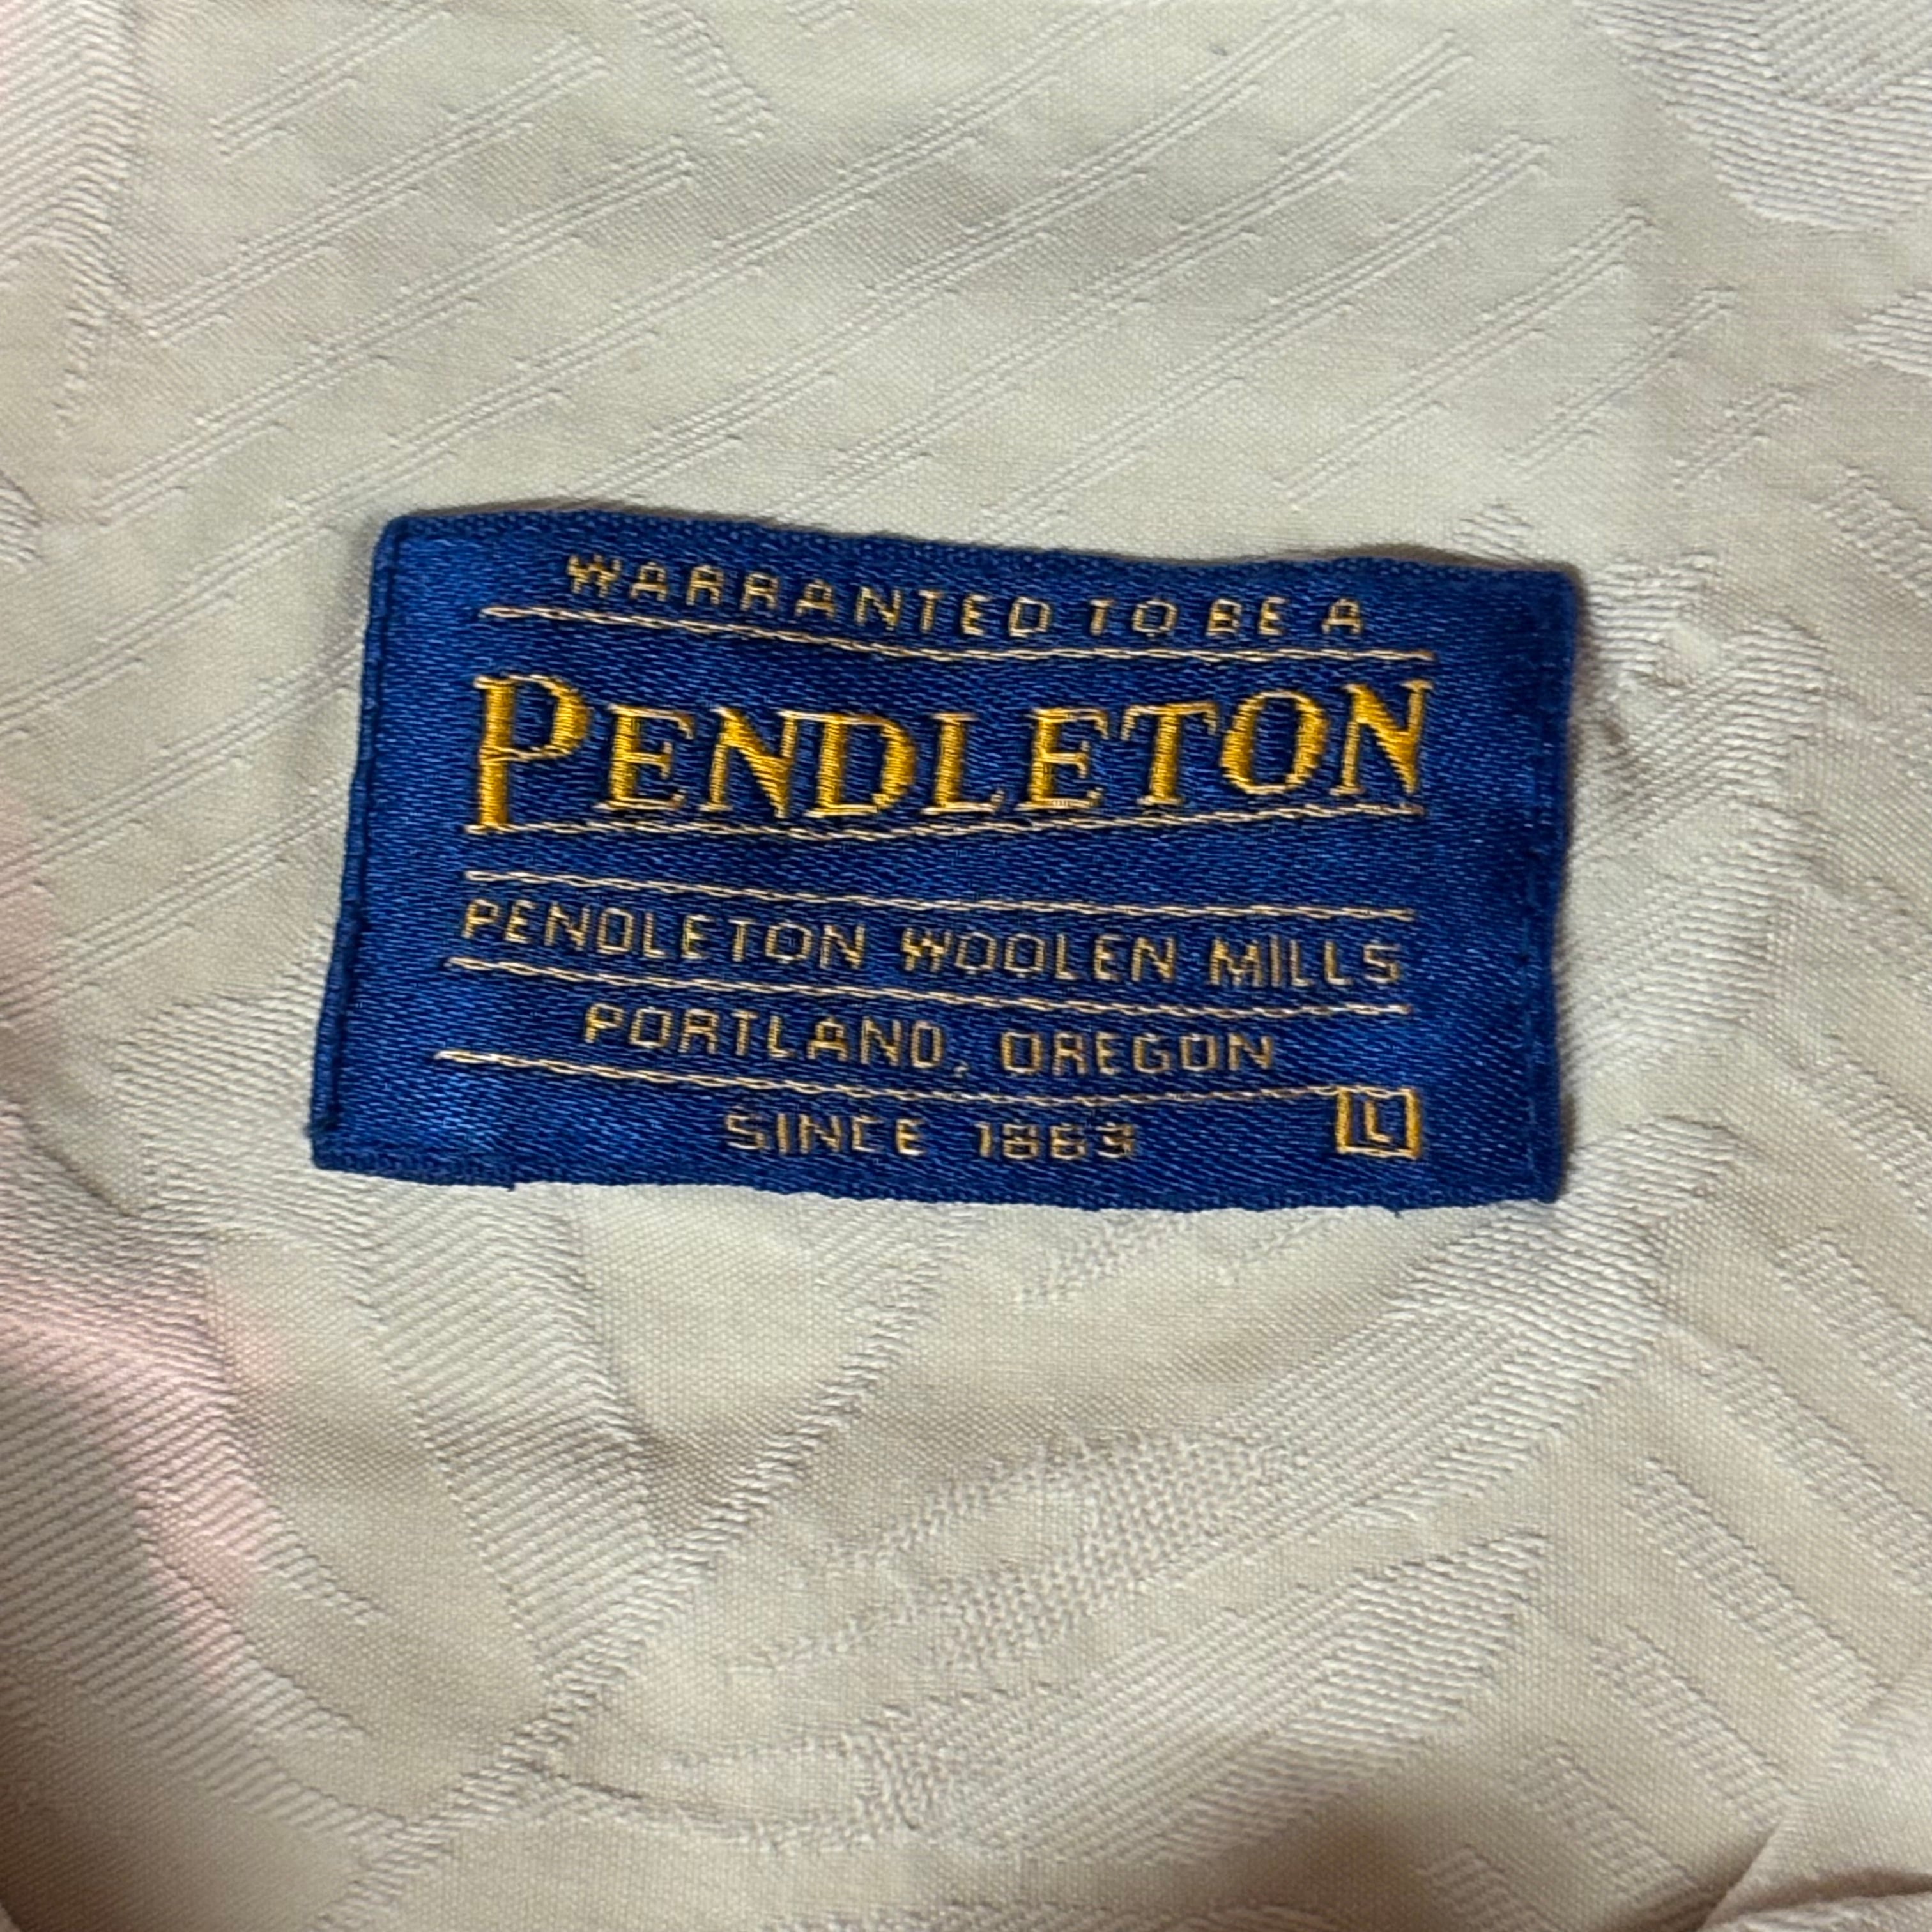 WARRANTED TO BE A
PENDLETON
PENDLETON WOOLEN MILLS
PORTLAND, OREGON
SINCE 1863 L